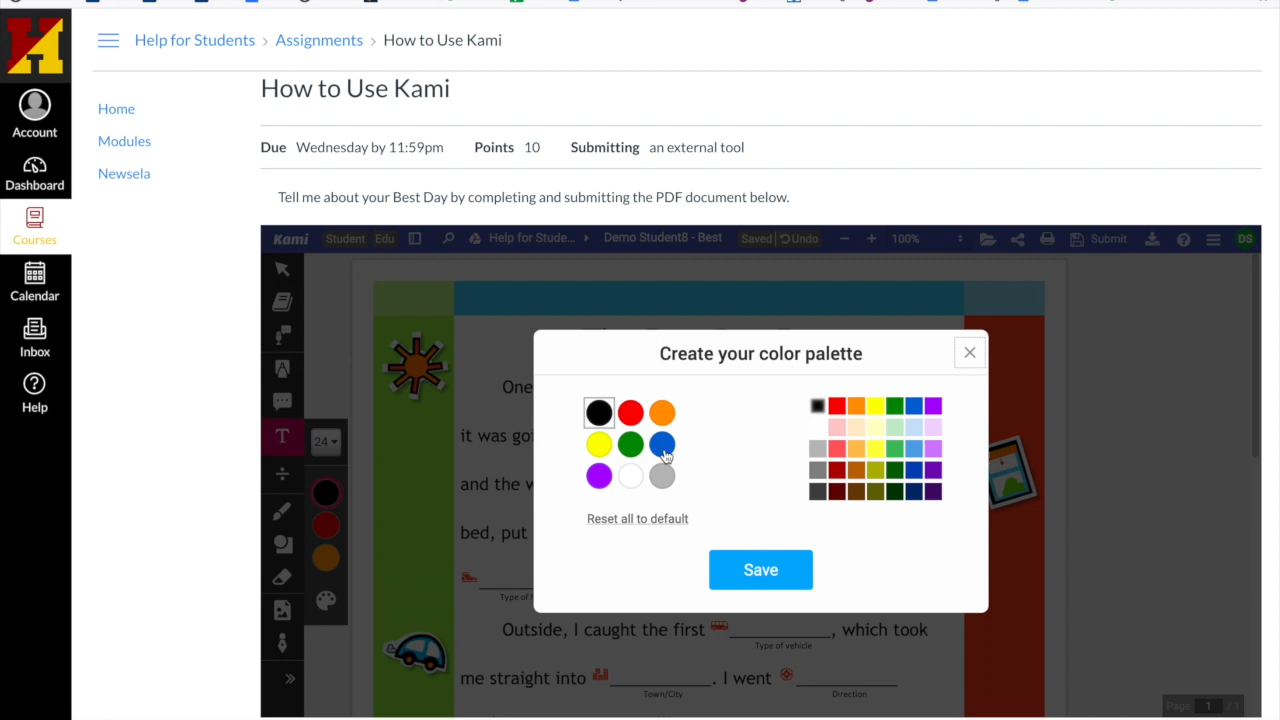 Help for Students > Assignments > How to Use Kami
How to Use Kami
Account
Dashboard
Courses
Calendar
Inbox
Help
Home
Modules
Newsela
Due Wednesday by 11:59pm Points 10 Submitting an external tool
Tell me about your Best Day by completing and submitting the PDF document below.
Kami Student Edu Help for Stude... Demo Student8 - Best Saved Undo 100% Submit DS
24
Create your color palette
Reset all to default
Save
One
it was go
and the w
bed, put
Type of
Outside, I caught the first ____________, which took
Type of vehicle
me straight into ____________. I went ____________
Town/City Direction
Page 1 / 1